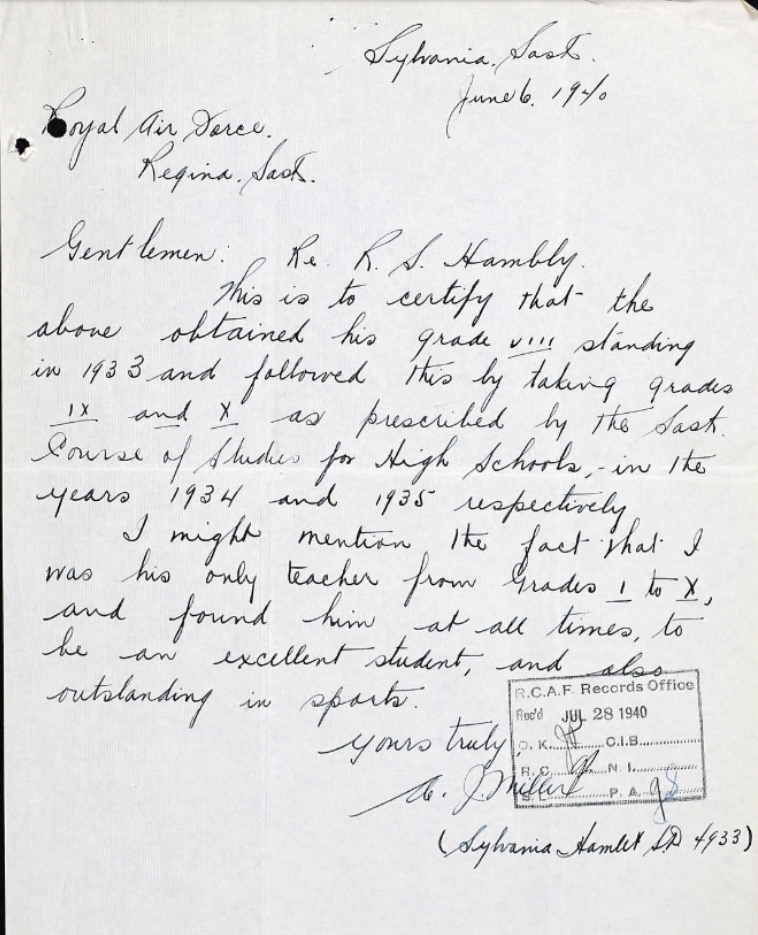 Sylvania, Sask.
June 6, 1940
Royal Air Force.
Regina, Sask.
Gentlemen: Re. R. S. Hambly.
This is to certify that the
above obtained his grade VIII standing
in 1933 and followed this by taking grades
IX and X as prescribed by the Sask.
Course of Studies for High Schools, - in the
years 1934 and 1935 respectively
I might mention the fact that I
was his only teacher from Grades I to X,
and found him at all times, to
be an excellent student, and also
outstanding in sports.
Yours truly,
J. Miller
(Sylvania Hamlet S.D 4933)
R.C.A.F. Records Office
Rec'd JUL 28 1940
O. K. C.I.B.
R. C. N. I.
P. A.